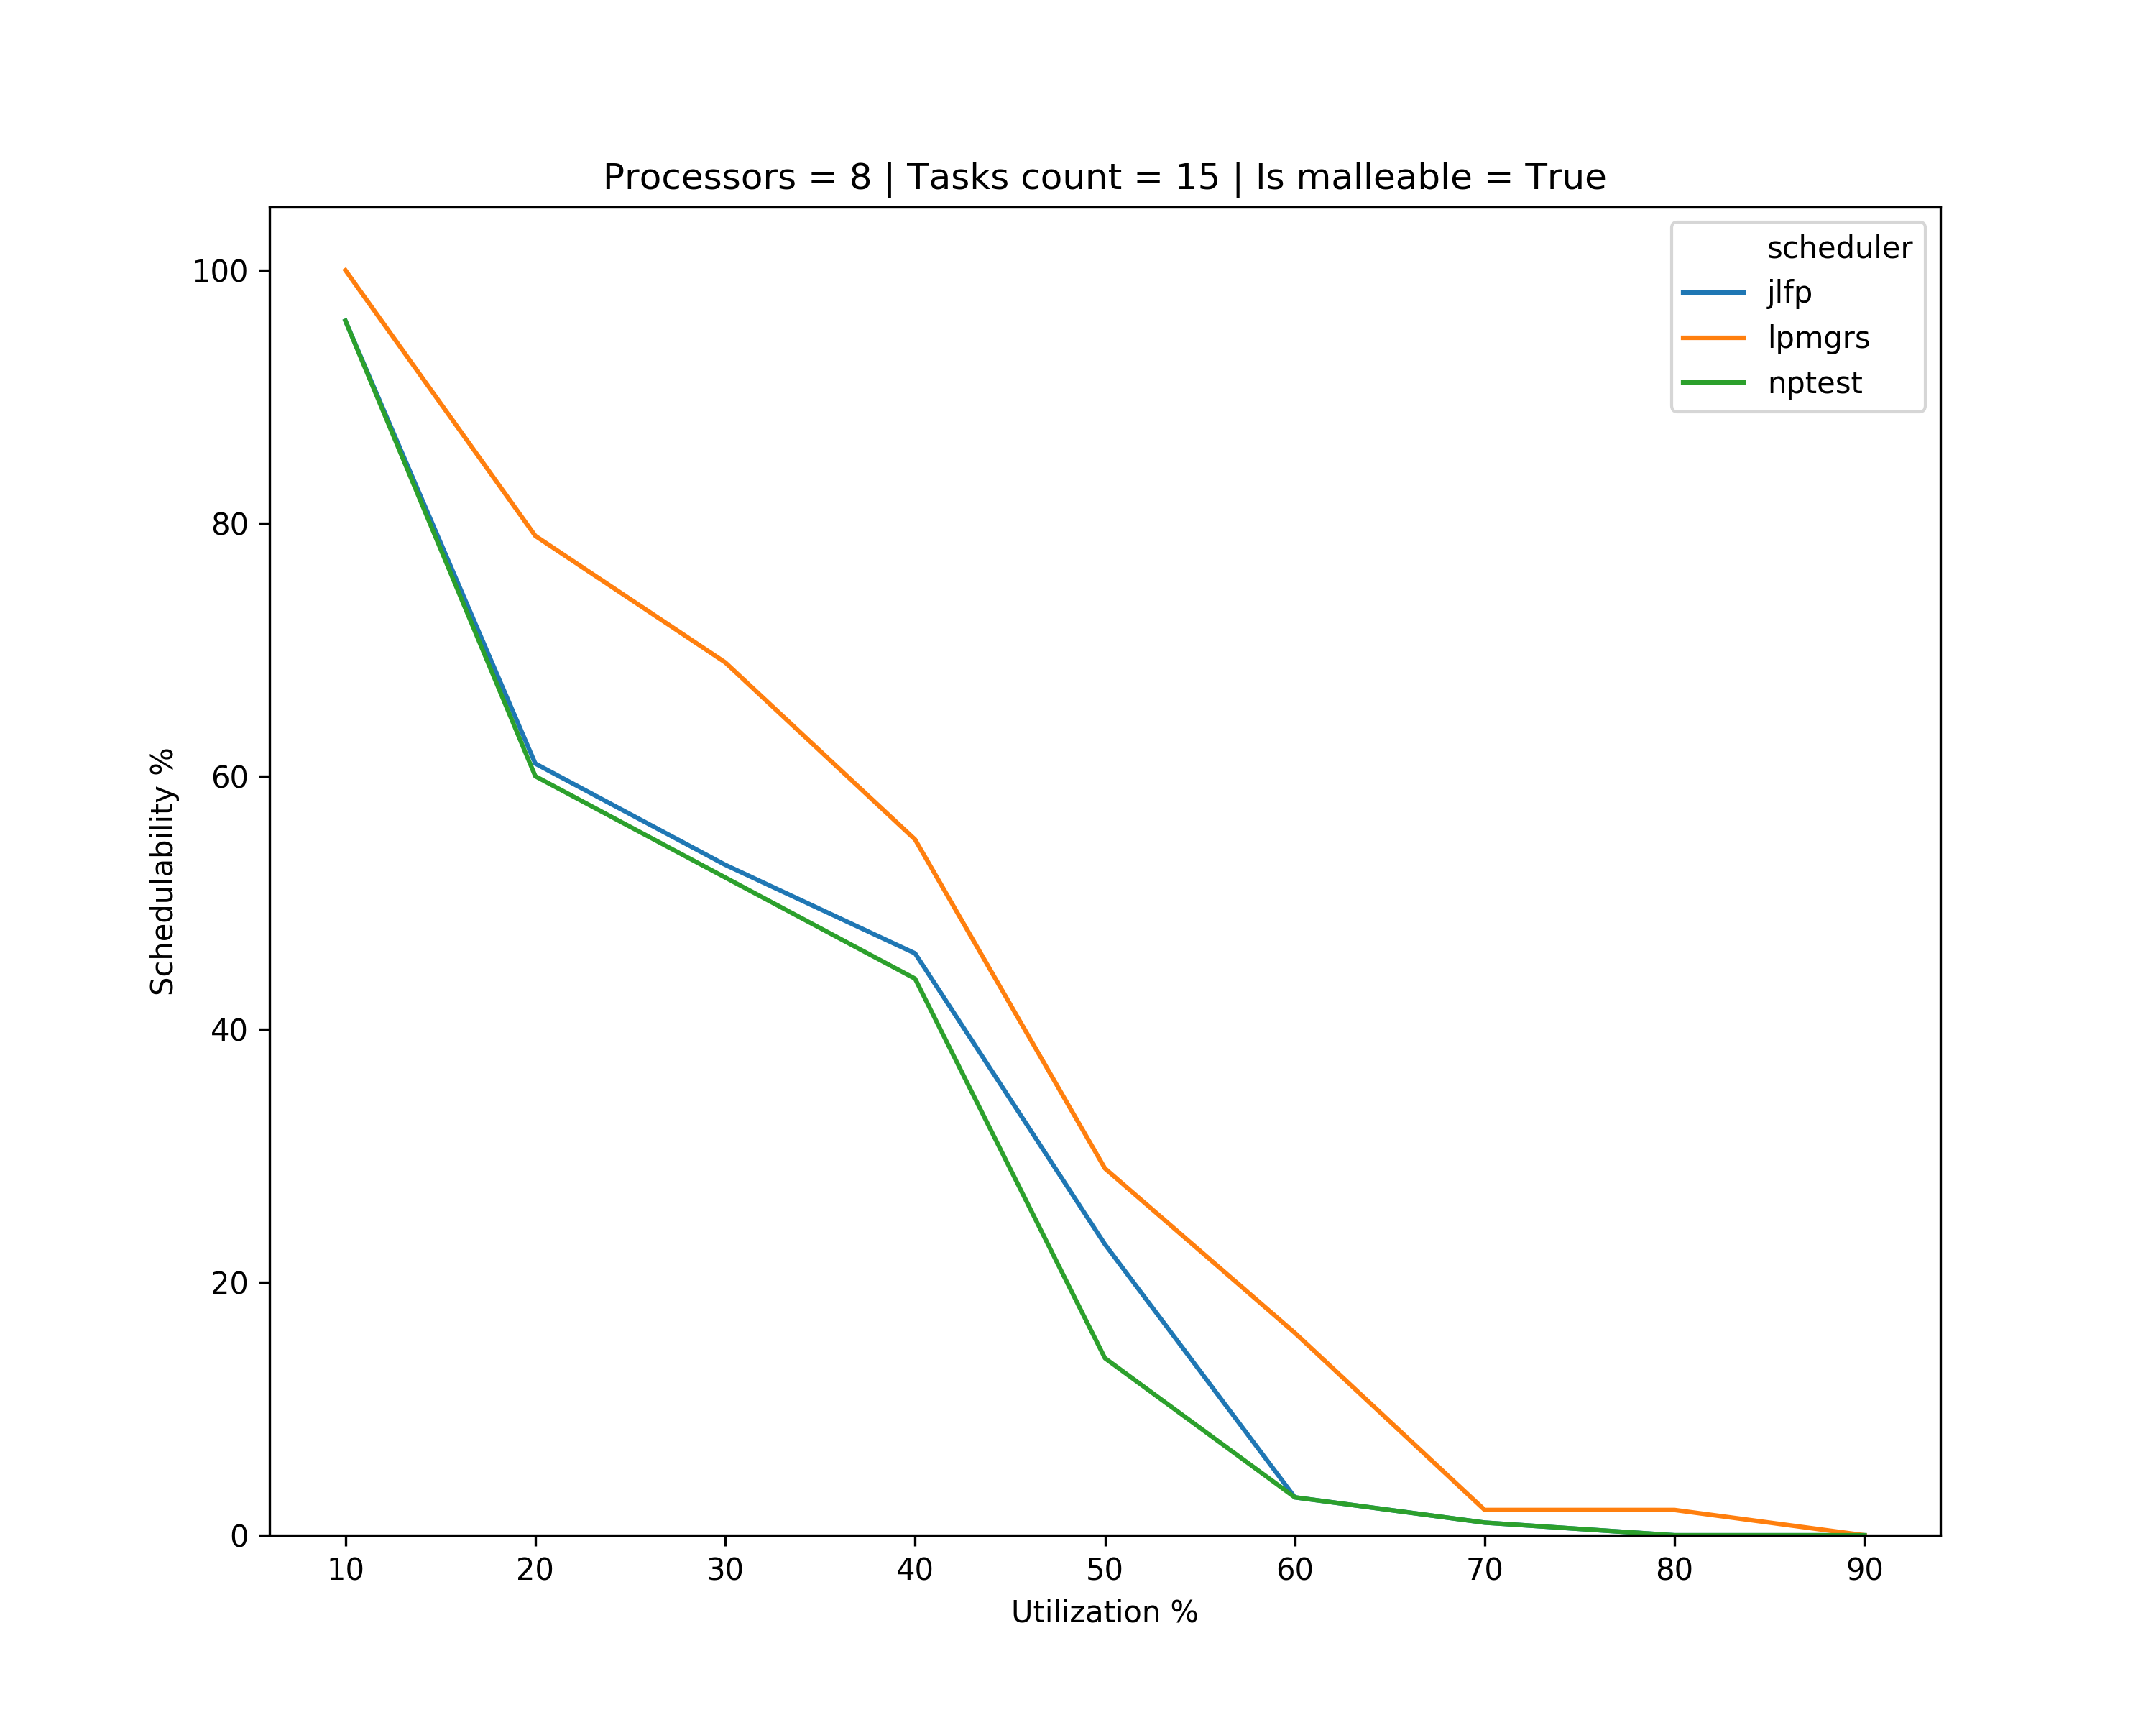 Processors = 8 | Tasks count = 15 | Is malleable = True
scheduler
jlfp
lpmgrs
nptest
Schedulability %
100
80
60
40
20
0
10 20 30 40 50 60 70 80 90
Utilization %